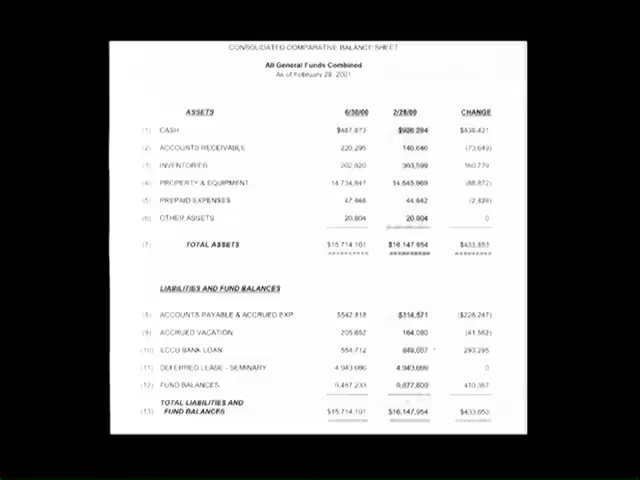 CONSOLIDATED COMPARATIVE BALANCE SHEET
All General Funds Combined
As of February 28, 2001
ASSETS 6/30/00 2/28/00 CHANGE
(1) CASH $487,873 $926,294 $438,421
(2) ACCOUNTS RECEIVABLE 220,295 146,646 (73,649)
(3) INVENTORIES 202,820 363,599 160,779
(4) PROPERTY & EQUIPMENT 14,734,841 14,645,969 (88,872)
(5) PREPAID EXPENSES 47,468 44,642
(6) OTHER ASSETS 20,804 20,804 0
(7) TOTAL ASSETS $15,714,101 $16,147,954 $433,853
LIABILITIES AND FUND BALANCES
(8) ACCOUNTS PAYABLE & ACCRUED EXP $542,818 $314,571 ($228,247)
(9) ACCRUED VACATION 205,652 164,090 (41,562)
(10) BANK LOAN 554,712 293,295
(11) DEFERRED LEASE - SEMINARY 4,943,686 4,943,686 0
(12) FUND BALANCES 9,467,233 9,877,600 410,367
TOTAL LIABILITIES AND
(13) FUND BALANCES $15,714,101 $16,147,954 $433,853